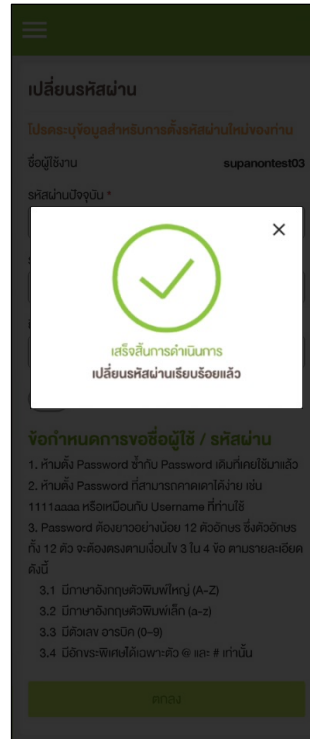 เปลี่ยนรหัสผ่าน
โปรดระบุข้อมูลสำหรับการตั้งรหัสผ่านใหม่ของท่าน
ชื่อผู้ใช้งาน supanontest03
รหัสผ่านปัจจุบัน *
เสร็จสิ้นการดำเนินการ
เปลี่ยนรหัสผ่านเรียบร้อยแล้ว
ข้อกำหนดการขอชื่อผู้ใช้ / รหัสผ่าน
1. ห้ามตั้ง Password ซ้ำกับ Password เดิมที่เคยใช้มาแล้ว
2. ห้ามตั้ง Password ที่สามารถคาดเดาได้ง่าย เช่น
1111aaaa หรือเหมือนกับ Username ที่ท่านใช้
3. Password ต้องยาวอย่างน้อย 12 ตัวอักษร ซึ่งตัวอักษร
ทั้ง 12 ตัว จะต้องตรงตามเงื่อนไข 3 ใน 4 ข้อ ตามรายละเอียด
ดังนี้
3.1 มีภาษาอังกฤษตัวพิมพ์ใหญ่ (A-Z)
3.2 มีภาษาอังกฤษตัวพิมพ์เล็ก (a-z)
3.3 มีตัวเลข อารบิค (0-9)
3.4 มีอักขระพิเศษได้เฉพาะตัว @ และ # เท่านั้น
ตกลง